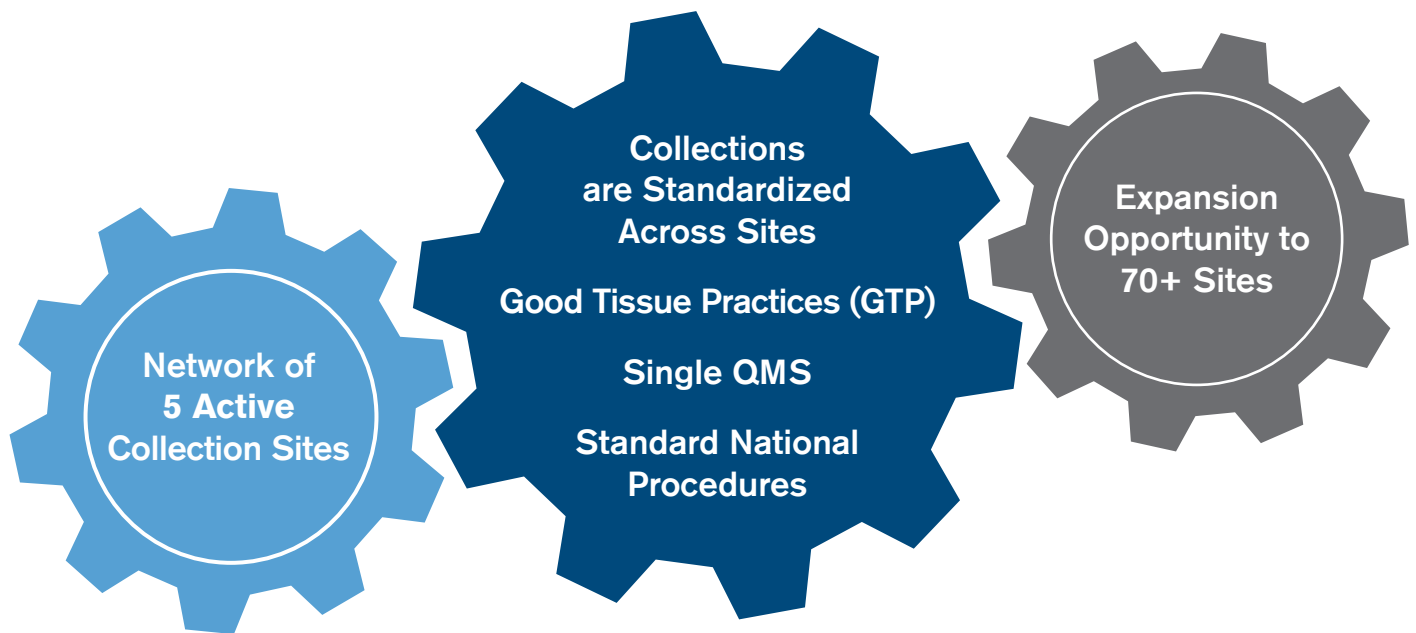 Network of
5 Active
Collection Sites
Collections
are Standardized
Across Sites
Good Tissue Practices (GTP)
Single QMS
Standard National
Procedures
Expansion
Opportunity to
70+ Sites